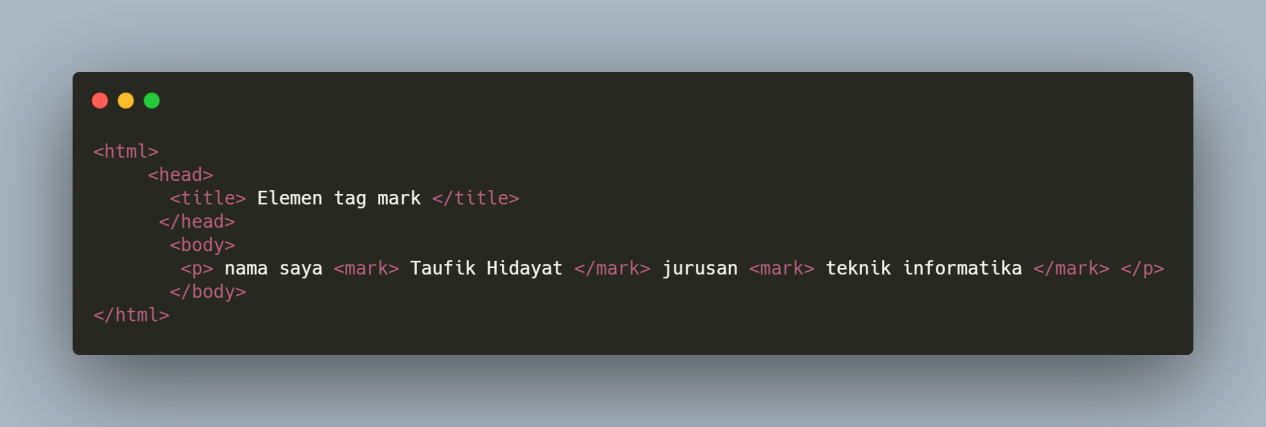 <html>
<head>
<title> Elemen tag mark </title>
</head>
<body>
<p> nama saya <mark> Taufik Hidayat </mark> jurusan <mark> teknik informatika </mark> </p>
</body>
</html>